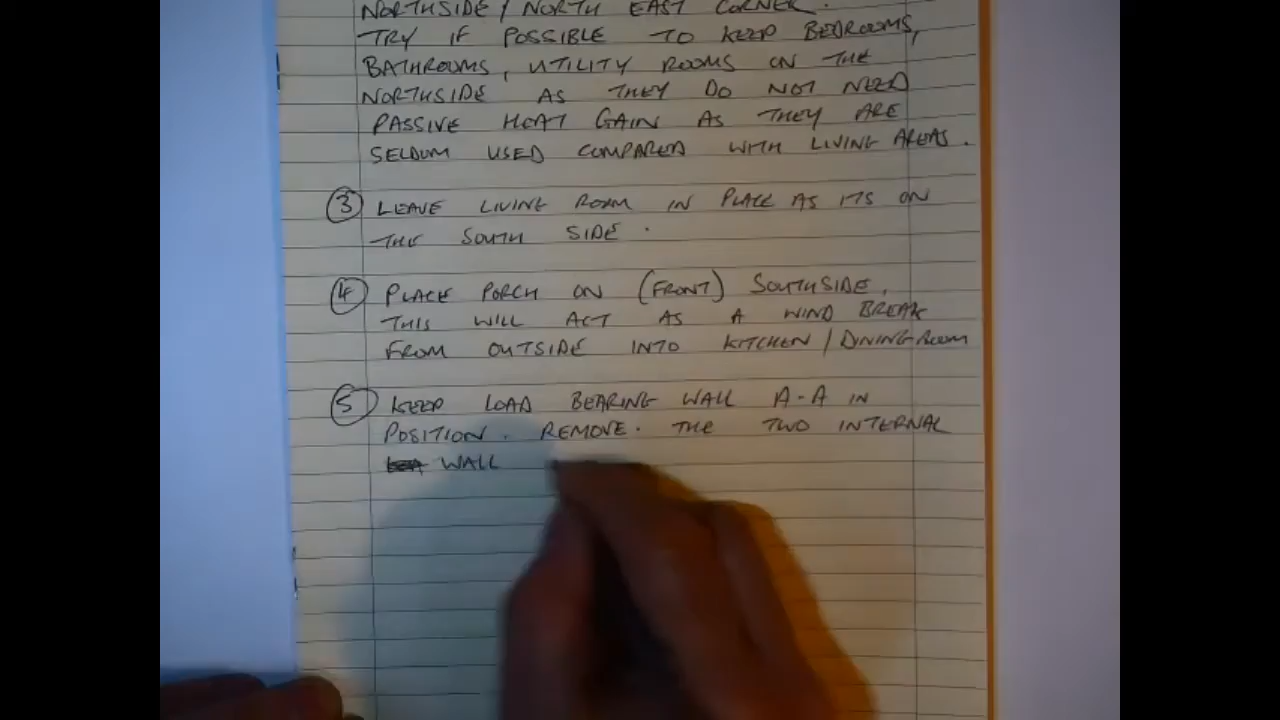 NORTHSIDE / NORTH EAST CORNER.
TRY IF POSSIBLE TO KEEP BEDROOMS,
BATHROOMS, UTILITY ROOMS ON THE
NORTHSIDE AS THEY DO NOT NEED
PASSIVE HEAT GAIN AS THEY ARE
SELDUM USED COMPARED WITH LIVING AREAS.
3 LEAVE LIVING ROOM IN PLACE AS ITS ON
THE SOUTH SIDE.
4 PLACE PORCH ON (FRONT) SOUTHSIDE.
THIS WILL ACT AS A WIND BREAK
FROM OUTSIDE INTO KITCHEN / DINING ROOM
5 KEEP LOAD BEARING WALL A-A IN
POSITION. REMOVE. THE TWO INTERNAL
WALL